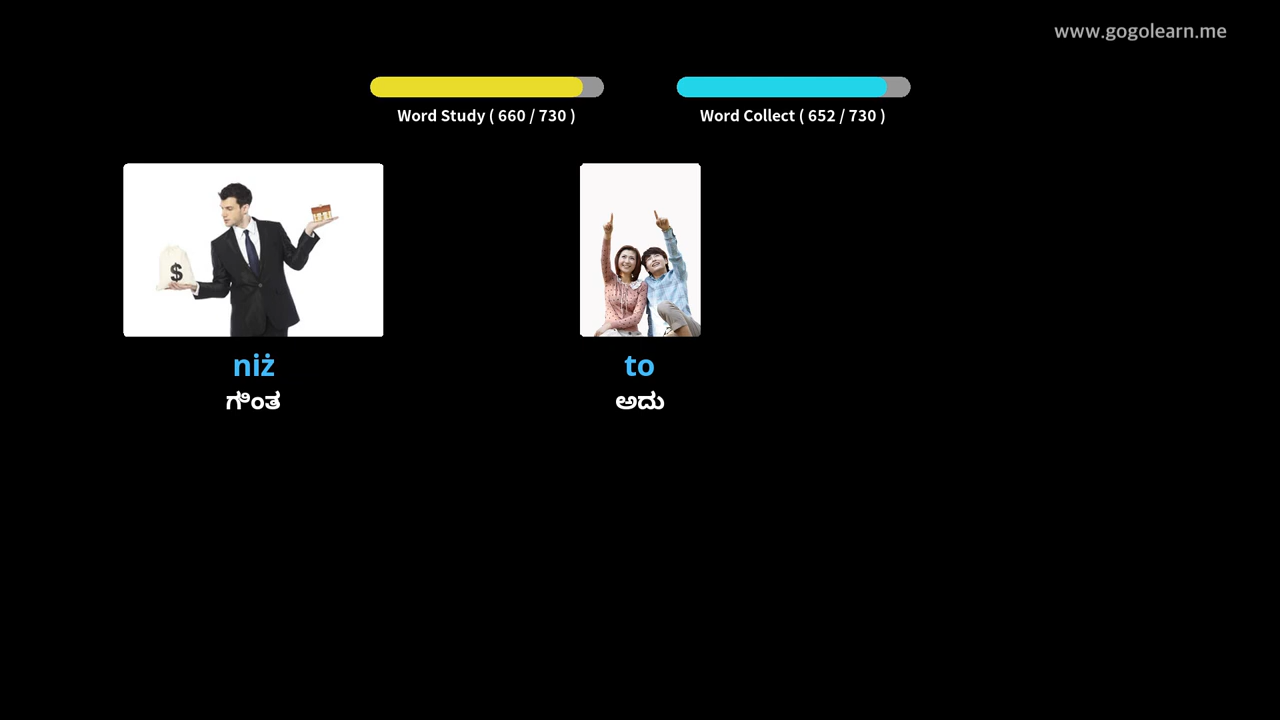 www.gogolearn.me
Word Study ( 660 / 730 )
Word Collect ( 652 / 730 )
$
niż
ಗಿಂತ
to
ಅದು